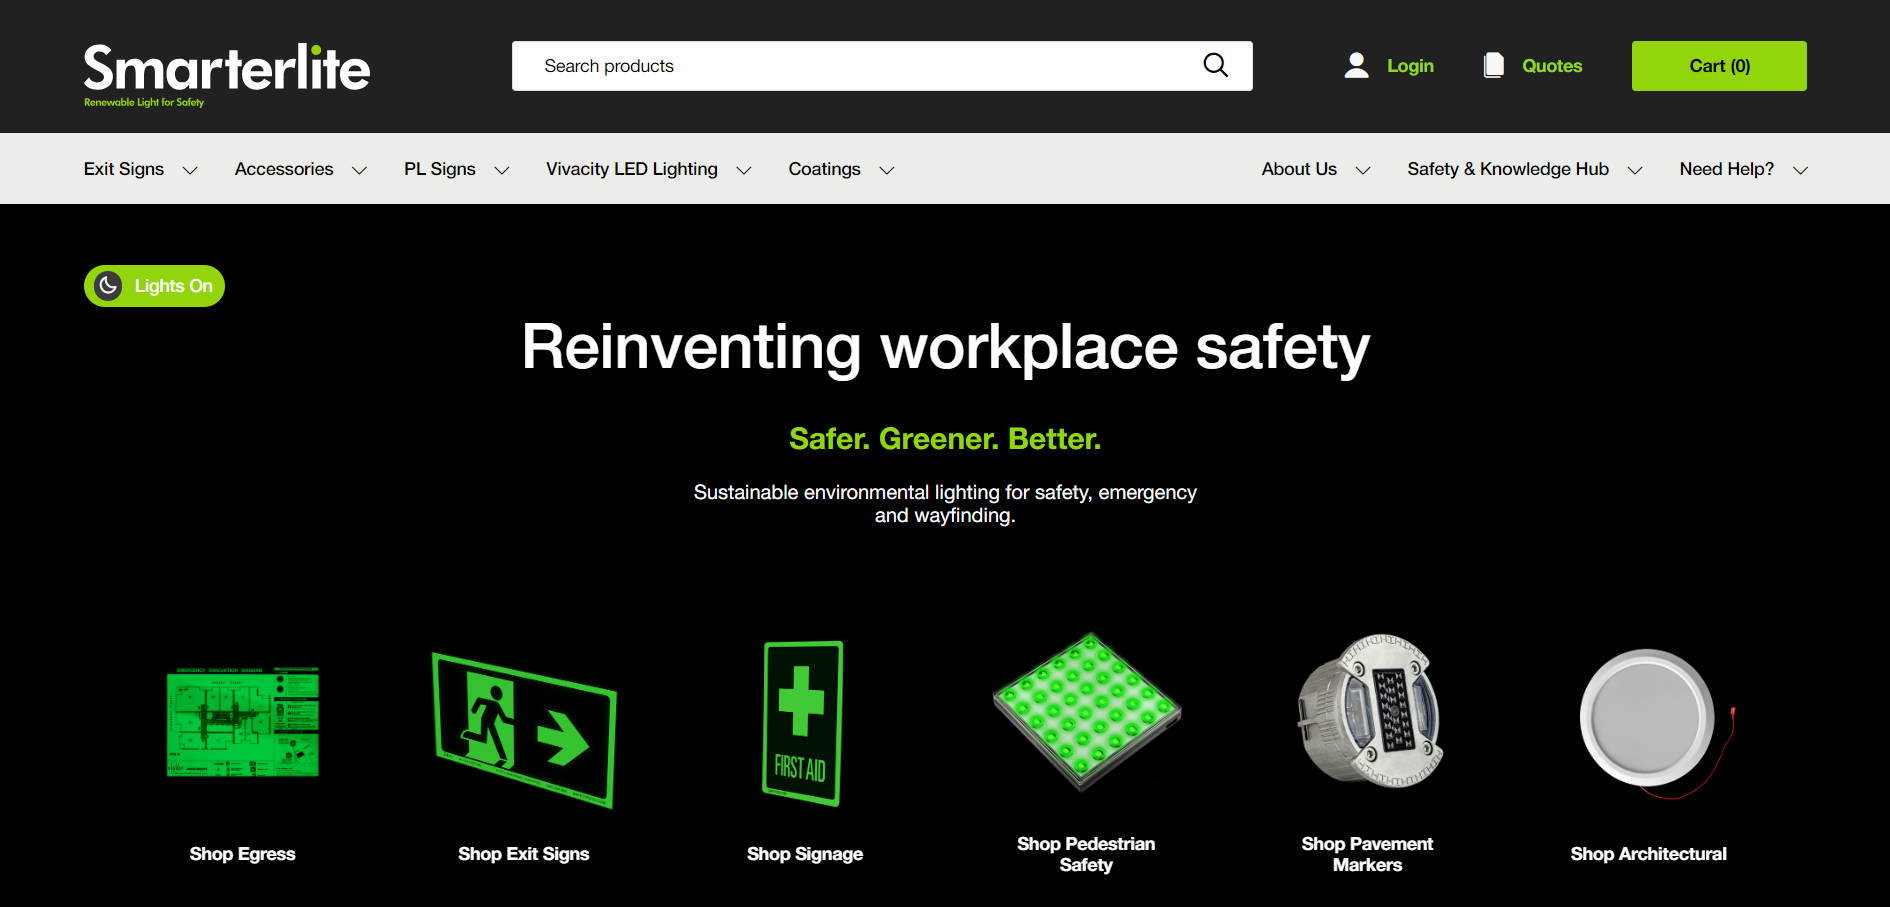 Smarterlite
Renewable Light for Safety
Search products
Login
Quotes
Cart (0)
Exit Signs
Accessories
PL Signs
Vivacity LED Lighting
Coatings
About Us
Safety & Knowledge Hub
Need Help?
Lights On
Reinventing workplace safety
Safer. Greener. Better.
Sustainable environmental lighting for safety, emergency
and wayfinding.
EMERGENCY EVACUATION DIAGRAM
FIRST AID
Shop Egress
Shop Exit Signs
Shop Signage
Shop Pedestrian
Safety
Shop Pavement
Markers
Shop Architectural